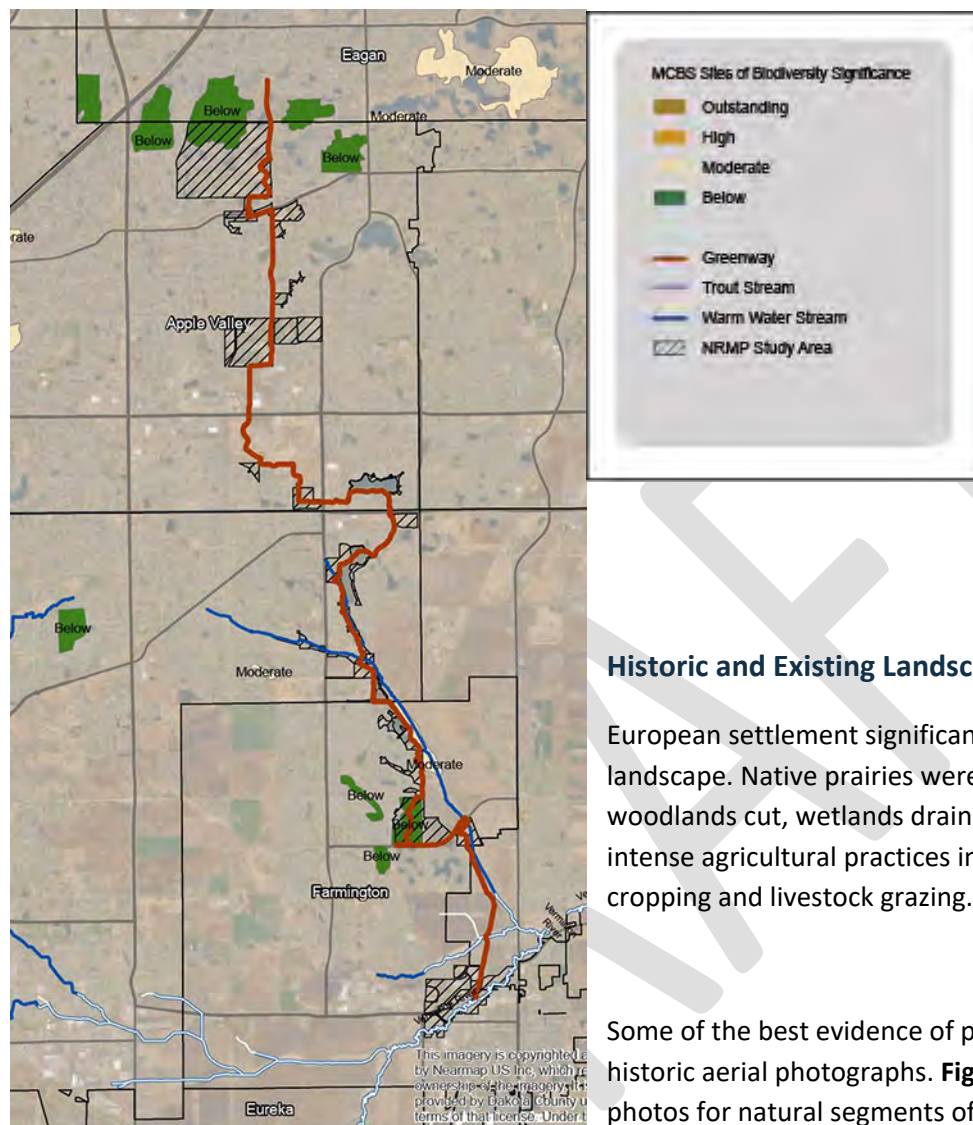 Eagan
Moderate
Below
Below
Moderate
Below
rate
Apple Valley
Below
Moderate
Moderate
Below
Below
Below
Farmington
River
This imagery is copyrighted a
by Nearmap US Inc, which re
ownership of the imagery. It is
provided by Dakota County u
terms of that license. Under t
Eureka
MCBS Sites of Biodiversity Significance
Outstanding
High
Moderate
Below
Greenway
Trout Stream
Warm Water Stream
NRMP Study Area
Historic and Existing Landsc
European settlement significan
landscape. Native prairies were
woodlands cut, wetlands drain
intense agricultural practices in
cropping and livestock grazing.
Some of the best evidence of p
historic aerial photographs. Fig
photos for natural segments of